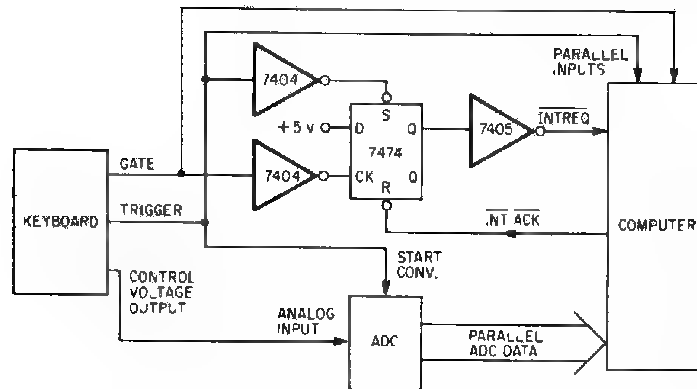 PARALLEL
INPUTS
7404
S
+5 V
D
Q
7474
7405
INTREQ
GATE
7404
CK
Q
R
KEYBOARD
TRIGGER
INT ACK
COMPUTER
CONTROL
VOLTAGE
OUTPUT
START
CONV.
ANALOG
INPUT
ADC
PARALLEL
ADC DATA